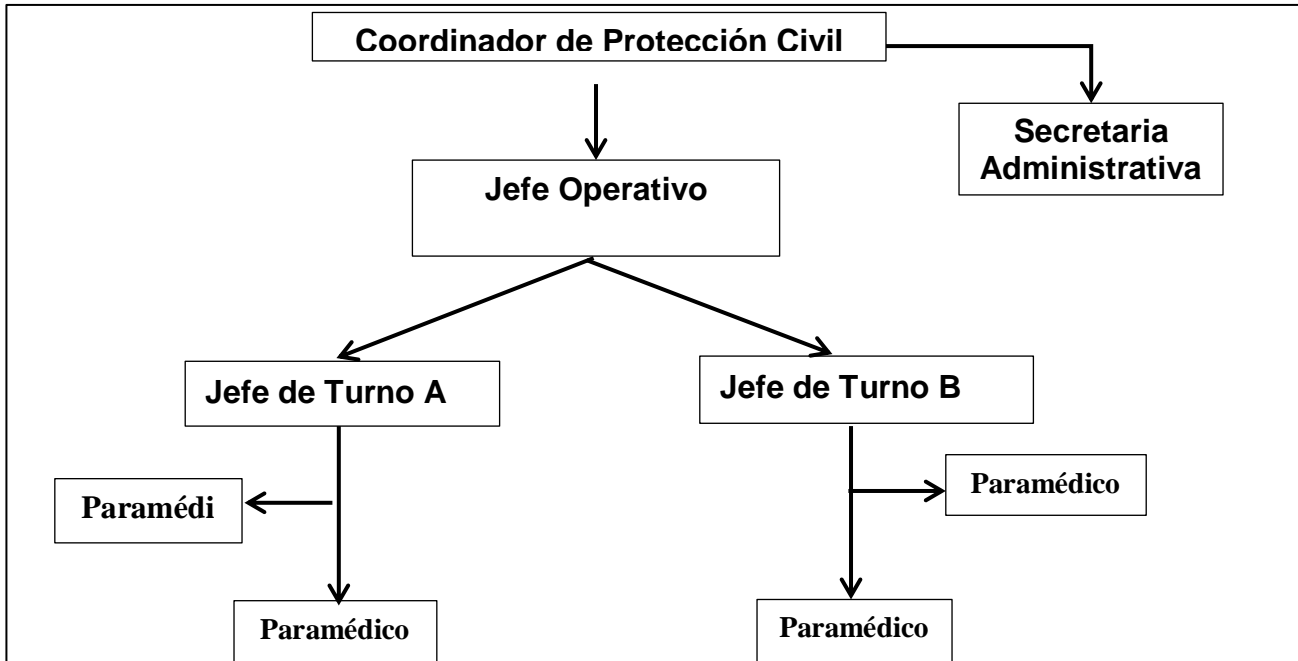 Coordinador de Protección Civil
Secretaria
Administrativa
Jefe Operativo
Jefe de Turno A
Jefe de Turno B
Paramédi
Paramédico
Paramédico
Paramédico